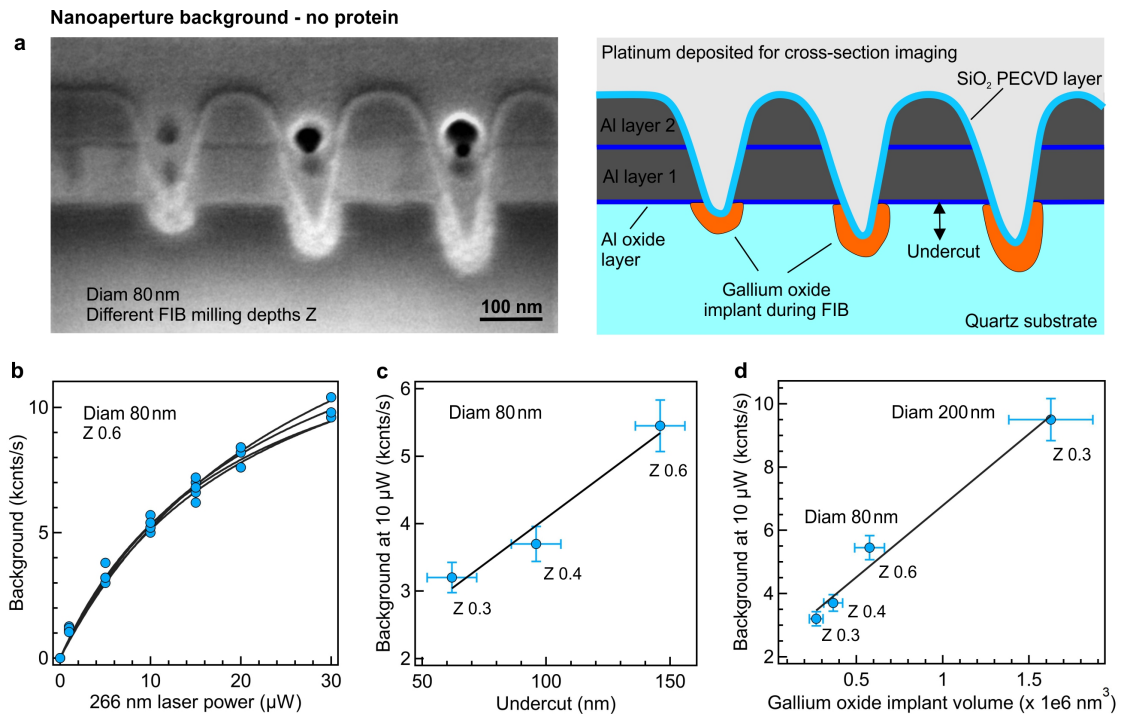 Nanoaperture background - no protein
a
Diam 80 nm
Different FIB milling depths Z
100 nm
Platinum deposited for cross-section imaging
SiO₂ PECVD layer
Al layer 2
Al layer 1
Al oxide
layer
Undercut
Gallium oxide
implant during FIB
Quartz substrate
b
Diam 80 nm
Z 0.6
Background (kcnts/s)
10
5
0
0
10
20
30
266 nm laser power (µW)
c
Diam 80 nm
Background at 10 µW (kcnts/s)
6
5
4
3
2
Z 0.6
Z 0.4
Z 0.3
50
100
150
Undercut (nm)
d
Diam 200 nm
Z 0.3
Diam 80 nm
Z 0.6
Z 0.4
Z 0.3
Background at 10 µW (kcnts/s)
10
8
6
4
2
0.5
1.0
1.5
Gallium oxide implant volume (x 1e6 nm³)